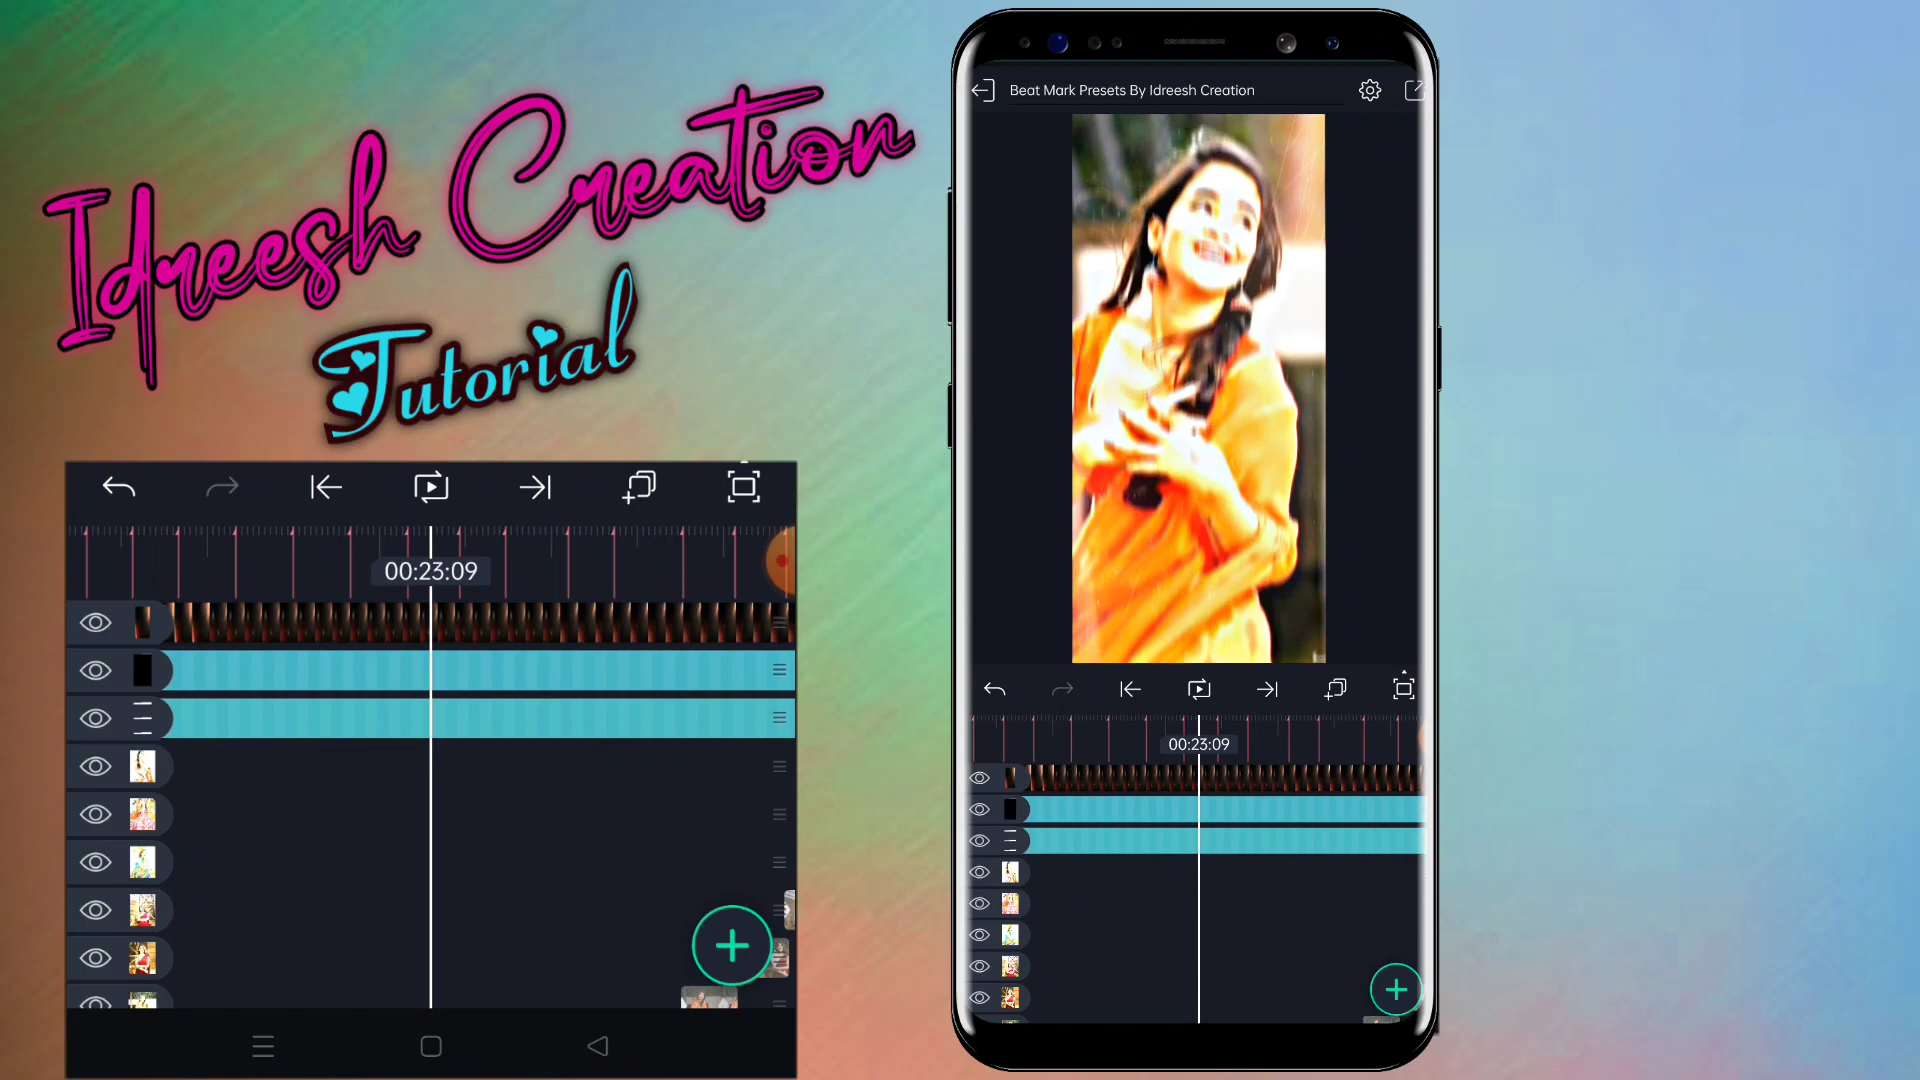 Idreesh Creation
Tutorial
00:23:09
Beat Mark Presets By Idreesh Creation
00:23:09